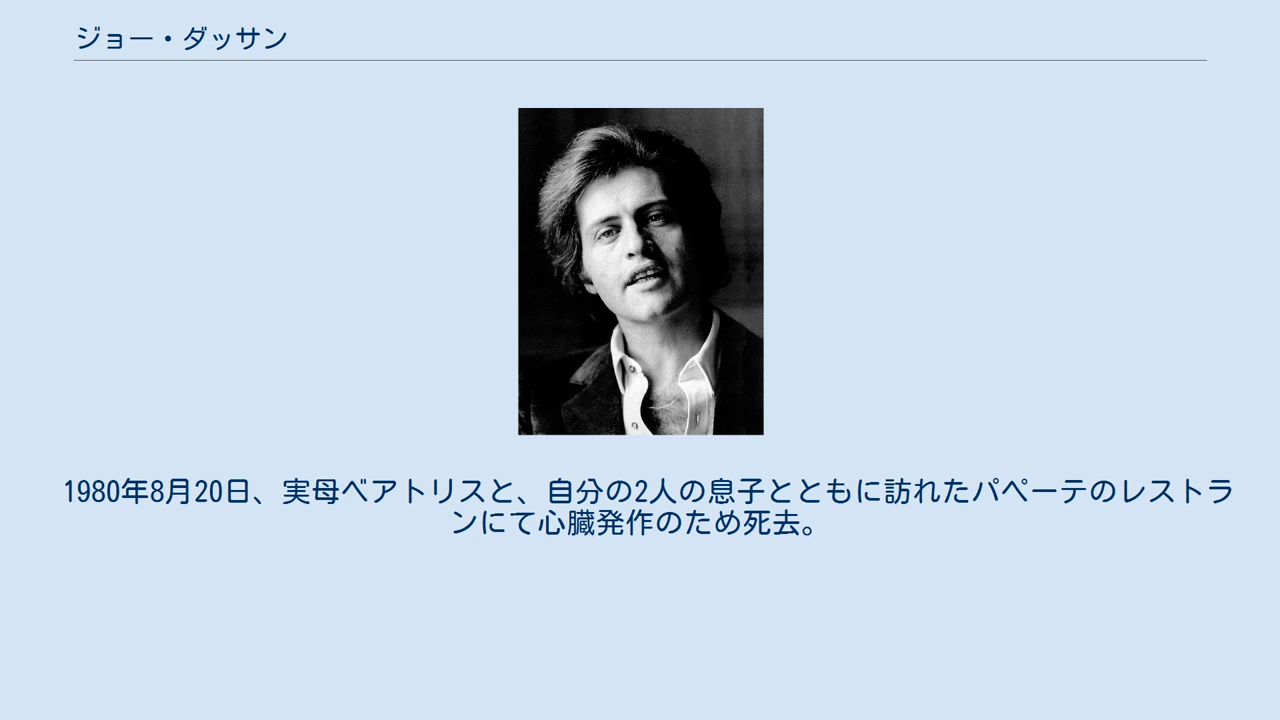 ジョー・ダッサン
1980年8月20日、実母ベアトリスと、自分の2人の息子とともに訪れたパペーテのレストラ
ンにて心臓発作のため死去。